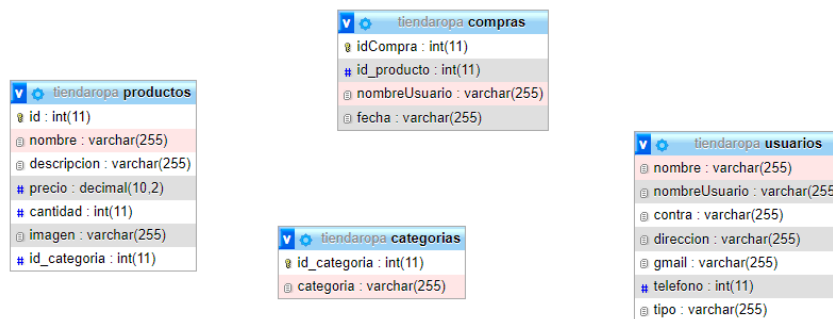 tiendaropa compras
idCompra : int(11)
id_producto : int(11)
nombreUsuario : varchar(255)
fecha : varchar(255)
tiendaropa productos
id : int(11)
nombre : varchar(255)
descripcion : varchar(255)
precio : decimal(10,2)
cantidad : int(11)
imagen : varchar(255)
id_categoria : int(11)
tiendaropa usuarios
nombre : varchar(255)
nombreUsuario : varchar(255
contra : varchar(255)
direccion : varchar(255)
gmail : varchar(255)
telefono : int(11)
tipo : varchar(255)
tiendaropa categorias
id_categoria : int(11)
categoria : varchar(255)